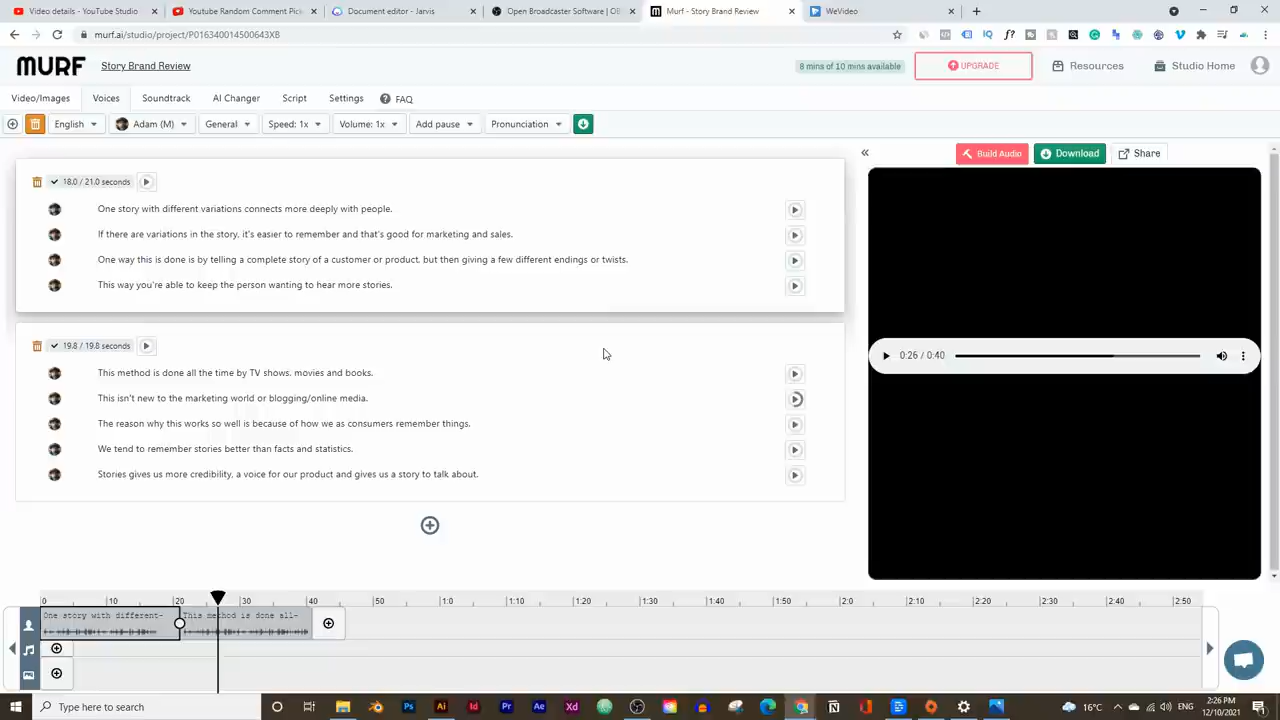 Video details - YouTube Studio
Youtube Random Comment Pick
Document editor - Jarvis
Open Broadcaster Software | OB
Murf - Story Brand Review
WeVideo
murf.ai/studio/project/P016340014500643XB
MURF
Story Brand Review
8 mins of 10 mins available
UPGRADE
Resources
Studio Home
Video/Images
Voices
Soundtrack
AI Changer
Script
Settings
FAQ
English
Adam (M)
General
Speed: 1x
Volume: 1x
Add pause
Pronunciation
Build Audio
Download
Share
18.0 / 21.0 seconds
One story with different variations connects more deeply with people.
If there are variations in the story, it's easier to remember and that's good for marketing and sales.
One way this is done is by telling a complete story of a customer or product, but then giving a few different endings or twists.
This way you're able to keep the person wanting to hear more stories.
19.8 / 19.8 seconds
This method is done all the time by TV shows, movies and books.
This isn't new to the marketing world or blogging/online media.
The reason why this works so well is because of how we as consumers remember things.
We tend to remember stories better than facts and statistics.
Stories gives us more credibility, a voice for our product and gives us a story to talk about.
0:26 / 0:40
0 10 20 30 40 50 1:00 1:10 1:20 1:30 1:40 1:50 2:0 2:10 2:20 2:30 2:40 2:50
One story with different-
This method is done all-
Type here to search
16°C
2:26 PM
12/10/2021